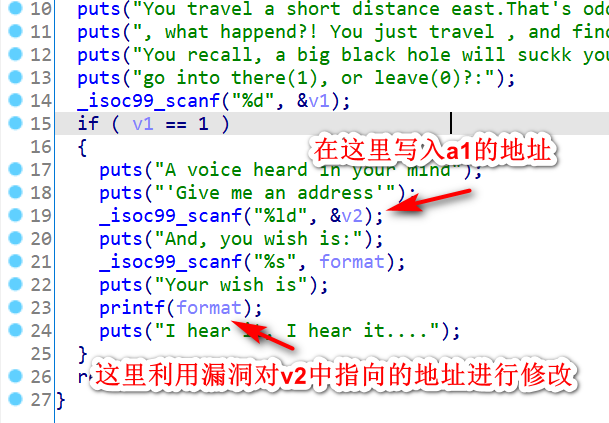 10 puts("You travel a short distance east.That's odd
11 puts(", what happend?! You just travel , and find
12 puts("You recall, a big black hole will suckk you
13 puts("go into there(1), or leave(0)?:");
14 _isoc99_scanf("%d", &v1);
15 if ( v1 == 1 )
在这里写入a1的地址
16 {
17 puts("A voice heard in your mind");
18 puts("'Give me an address'");
19 _isoc99_scanf("%ld", &v2);
20 puts("And, you wish is:");
21 _isoc99_scanf("%s", format);
22 puts("Your wish is");
23 printf(format);
24 puts("I hear it, I hear it....");
25 }
这里利用漏洞对v2中指向的地址进行修改
26
27 }